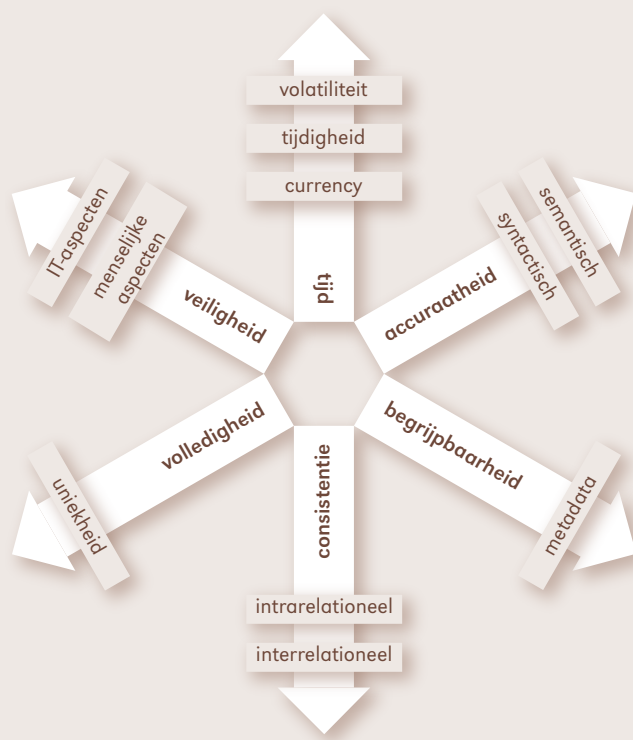 volatiliteit
tijdigheid
currency
tijd
IT-aspecten
menselijke
aspecten
veiligheid
syntactisch
semantisch
accuraatheid
volledigheid
uniekheid
begrijpbaarheid
metadata
consistentie
intrarelationeel
interrelationeel